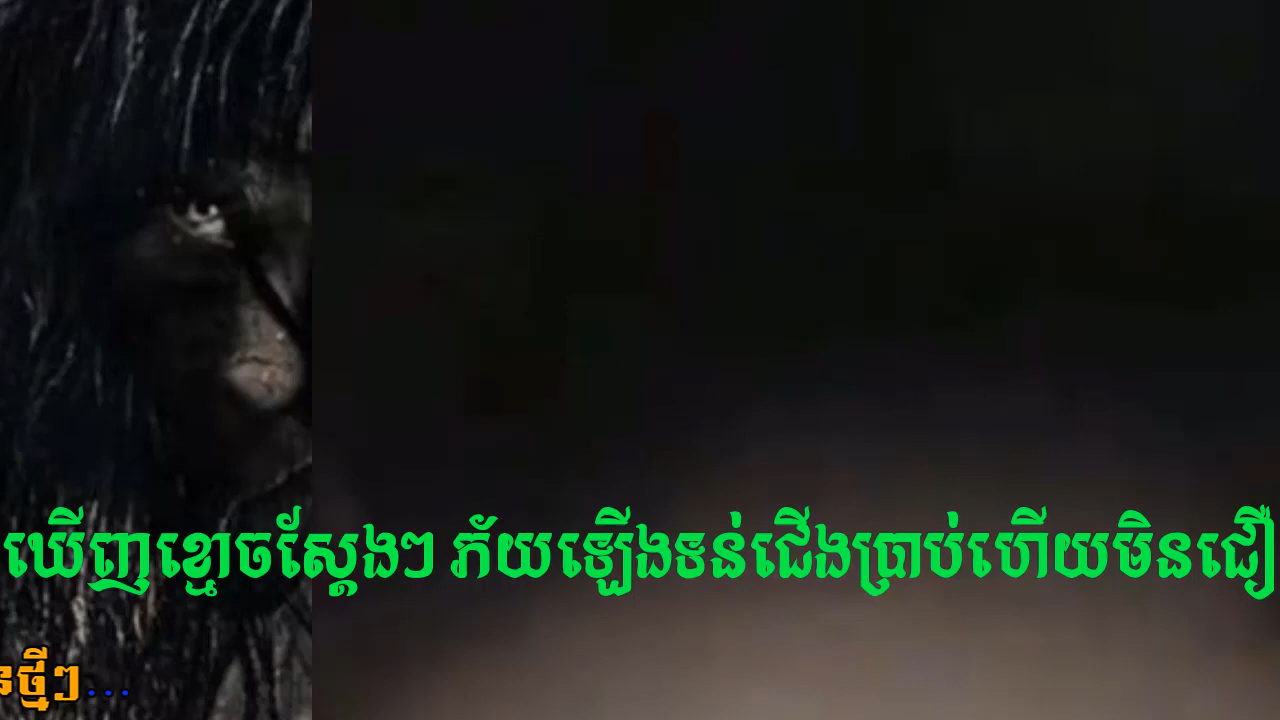 ឃើញខ្មោចស្តែងៗ ភ័យឡើងទន់ជើងប្រាប់ហើយមិនជឿ
ថ្មីៗ...